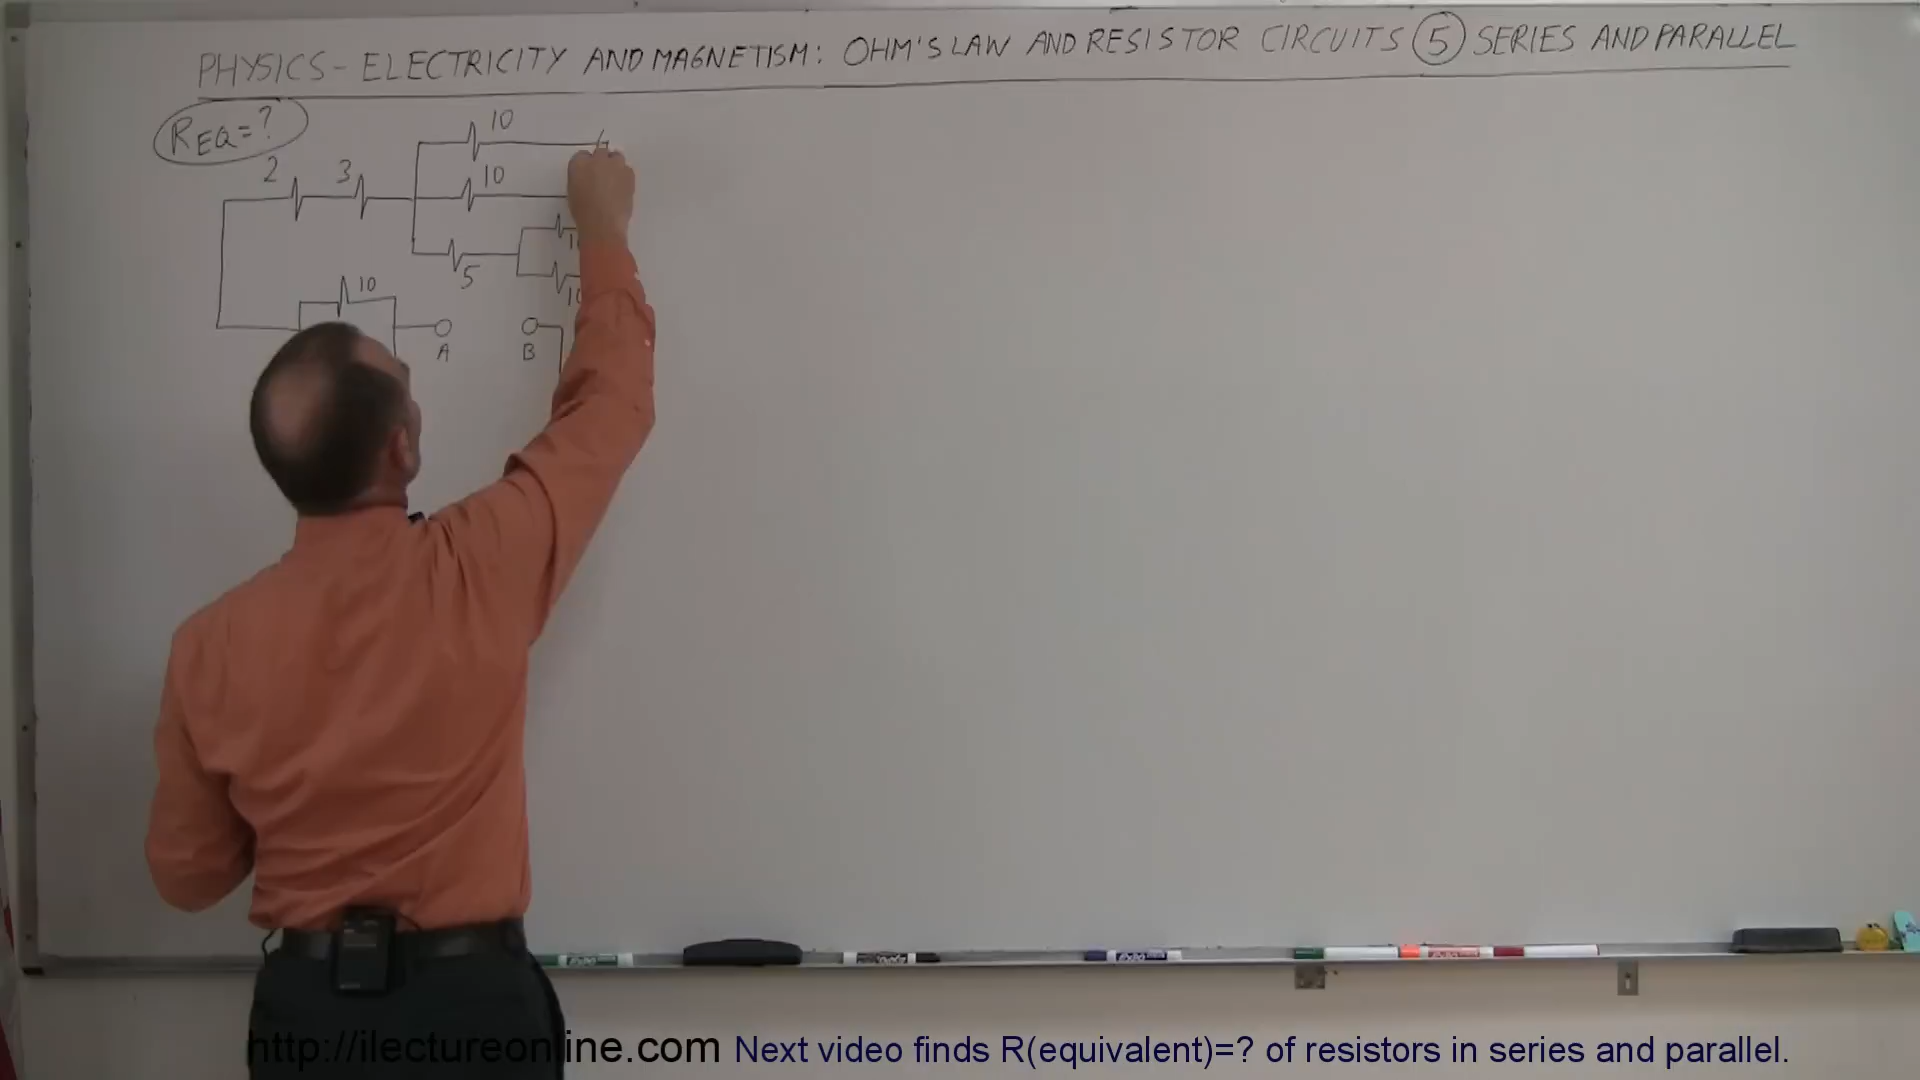 PHYSICS - ELECTRICITY AND MAGNETISM: OHM'S LAW AND RESISTOR CIRCUITS 5 SERIES AND PARALLEL
REQ = ?
10
2 3 10
5
10
A B
http://ilectureonline.com Next video finds R(equivalent)=? of resistors in series and parallel.